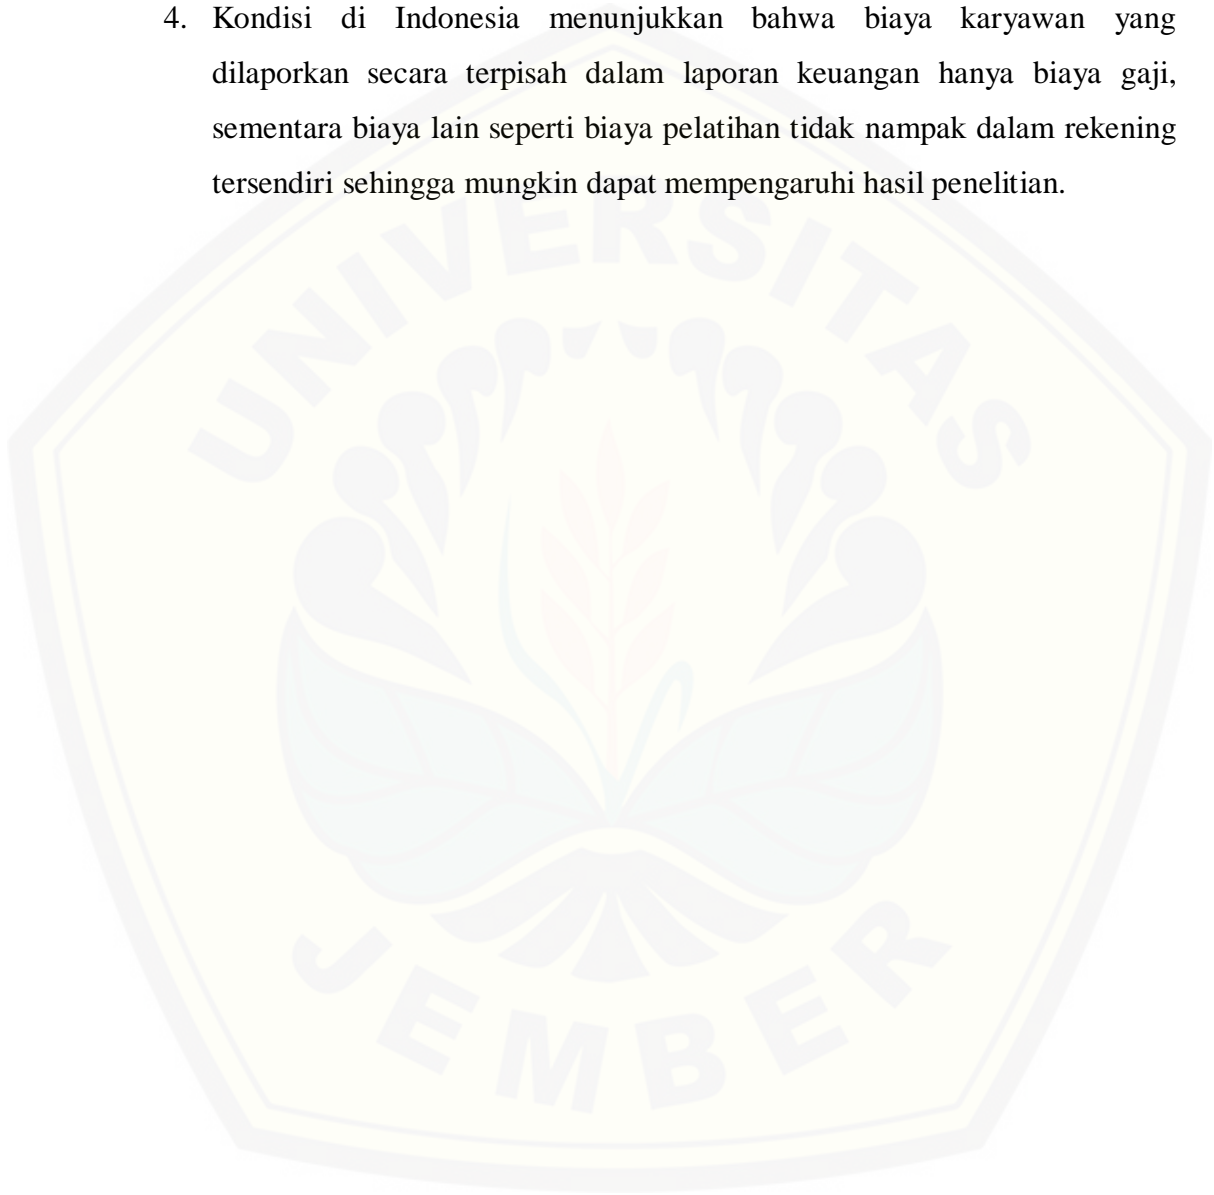 4. Kondisi di Indonesia menunjukkan bahwa biaya karyawan yang
dilaporkan secara terpisah dalam laporan keuangan hanya biaya gaji,
sementara biaya lain seperti biaya pelatihan tidak nampak dalam rekening
tersendiri sehingga mungkin dapat mempengaruhi hasil penelitian.
UNIVERSITAS
JEMBER